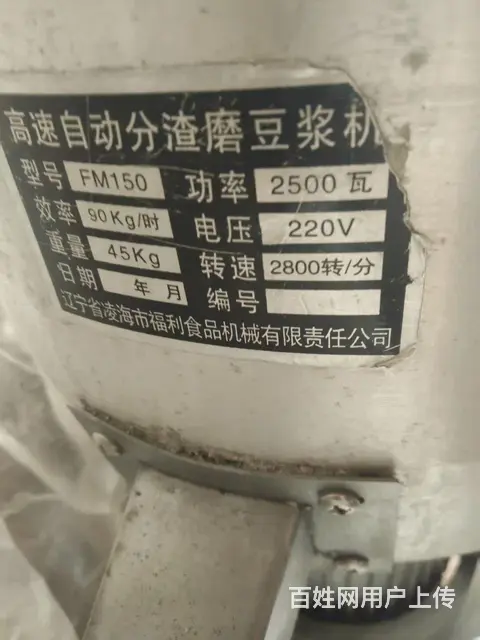 高速自动分渣磨豆浆机
型号 FM150 功率 2500瓦
效率 90Kg/时 电压 220V
重量 45Kg 转速 2800转/分
日期 年 月 编号
辽宁省凌海市福利食品机械有限责任公司
百姓网用户上传